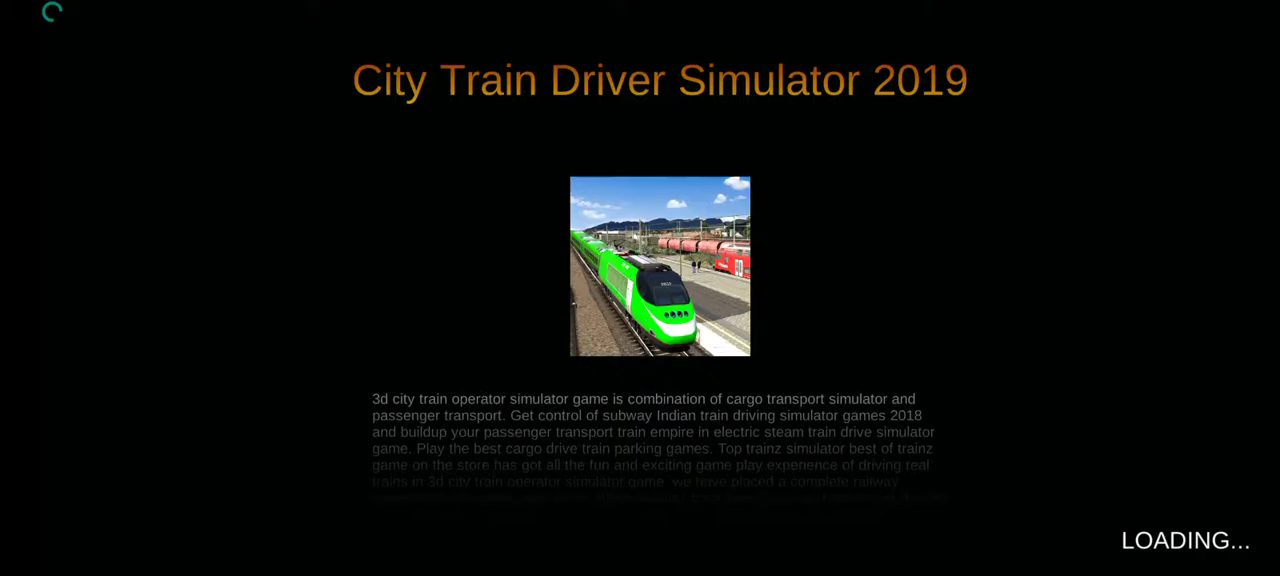 City Train Driver Simulator 2019
3d city train operator simulator game is combination of cargo transport simulator and
passenger transport. Get control of subway Indian train driving simulator games 2018
and buildup your passenger transport train empire in electric steam train drive simulator
game. Play the best cargo drive train parking games. Top trainz simulator best of trainz
game on the store has got all the fun and exciting game play experience of driving real
trains in 3d city train operator simulator game. we have placed a complete railway
LOADING...